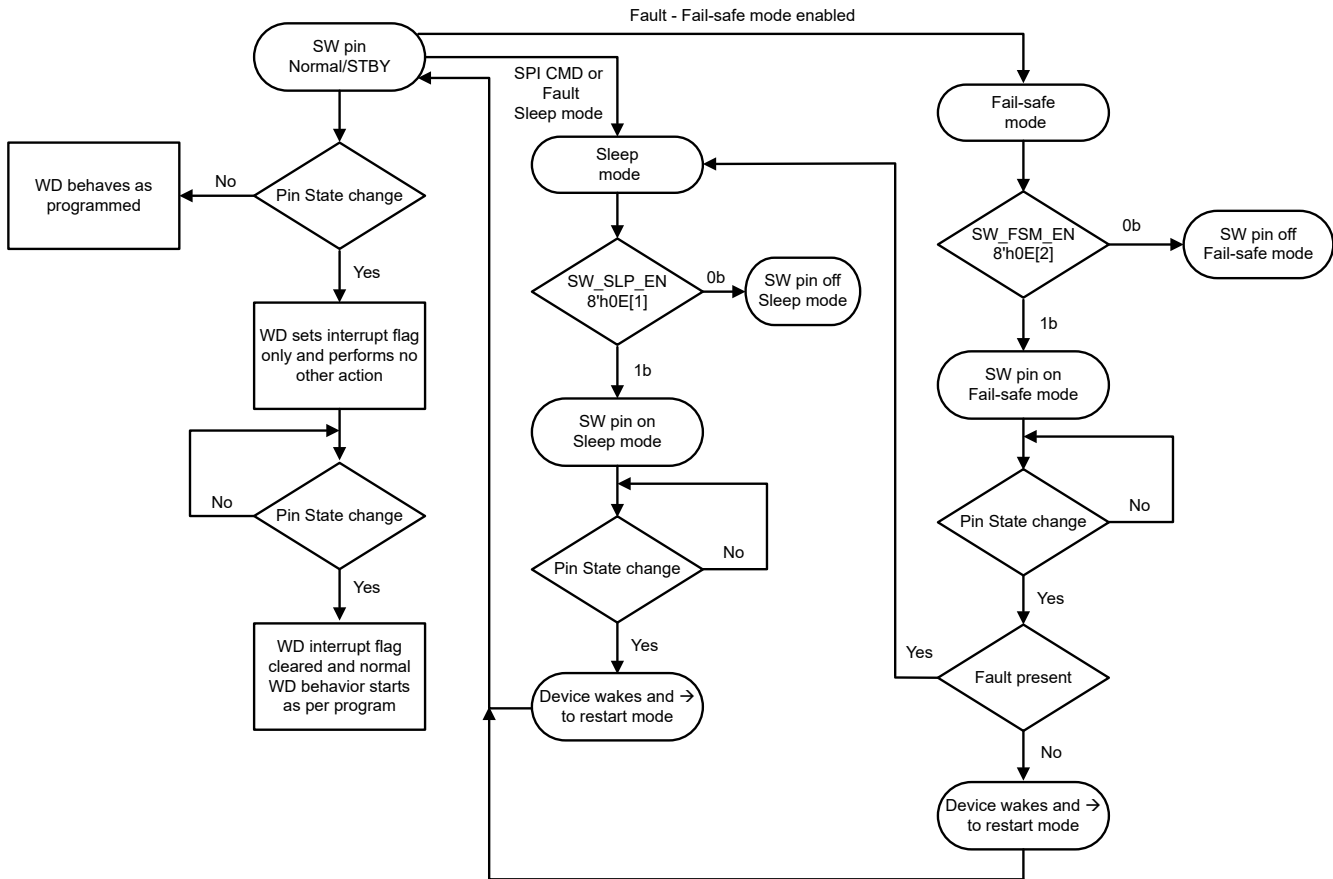 Fault - Fail-safe mode enabled
SW pin
Normal/STBY
SPI CMD or
Fault
Sleep mode
Pin State change
No
WD behaves as
programmed
Yes
WD sets interrupt flag
only and performs no
other action
No
Pin State change
Yes
WD interrupt flag
cleared and normal
WD behavior starts
as per program
Sleep
mode
SW_SLP_EN
8'h0E[1]
0b
SW pin off
Sleep mode
1b
SW pin on
Sleep mode
Pin State change
No
Yes
Device wakes and →
to restart mode
Fail-safe
mode
SW_FSM_EN
8'h0E[2]
0b
SW pin off
Fail-safe mode
1b
SW pin on
Fail-safe mode
Pin State change
No
Yes
Yes
Fault present
No
Device wakes and →
to restart mode